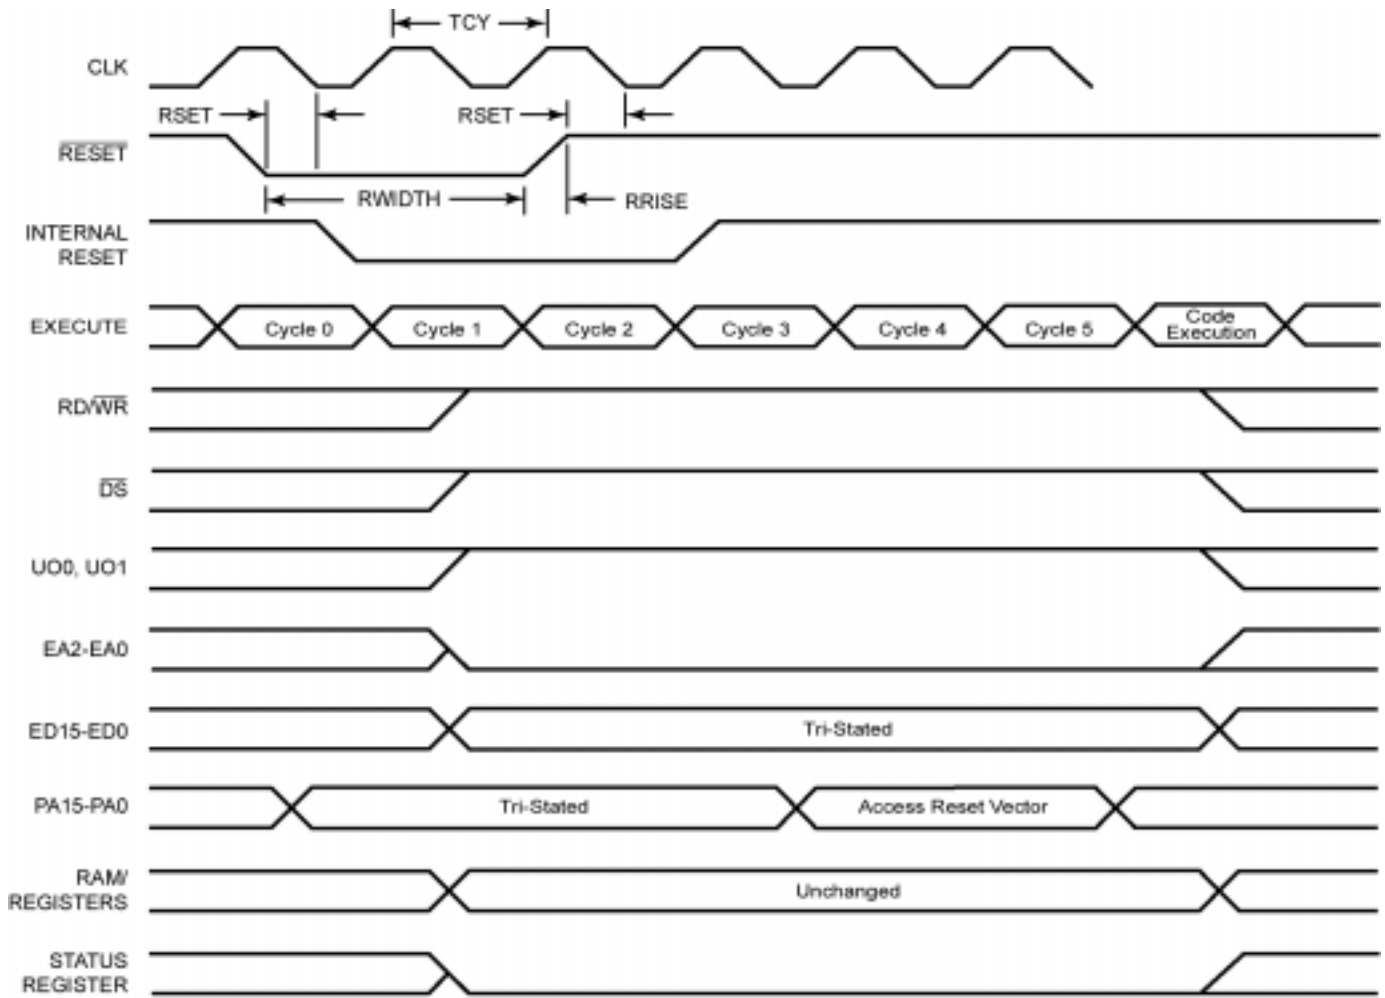 TCY
CLK
RSET RSET
RESET
RWIDTH RRISE
INTERNAL
RESET
EXECUTE Cycle 0 Cycle 1 Cycle 2 Cycle 3 Cycle 4 Cycle 5 Code
Execution
RD/WR
DS
UO0, UO1
EA2-EA0
ED15-ED0 Tri-Stated
PA15-PA0 Tri-Stated Access Reset Vector
RAM/
REGISTERS Unchanged
STATUS
REGISTER